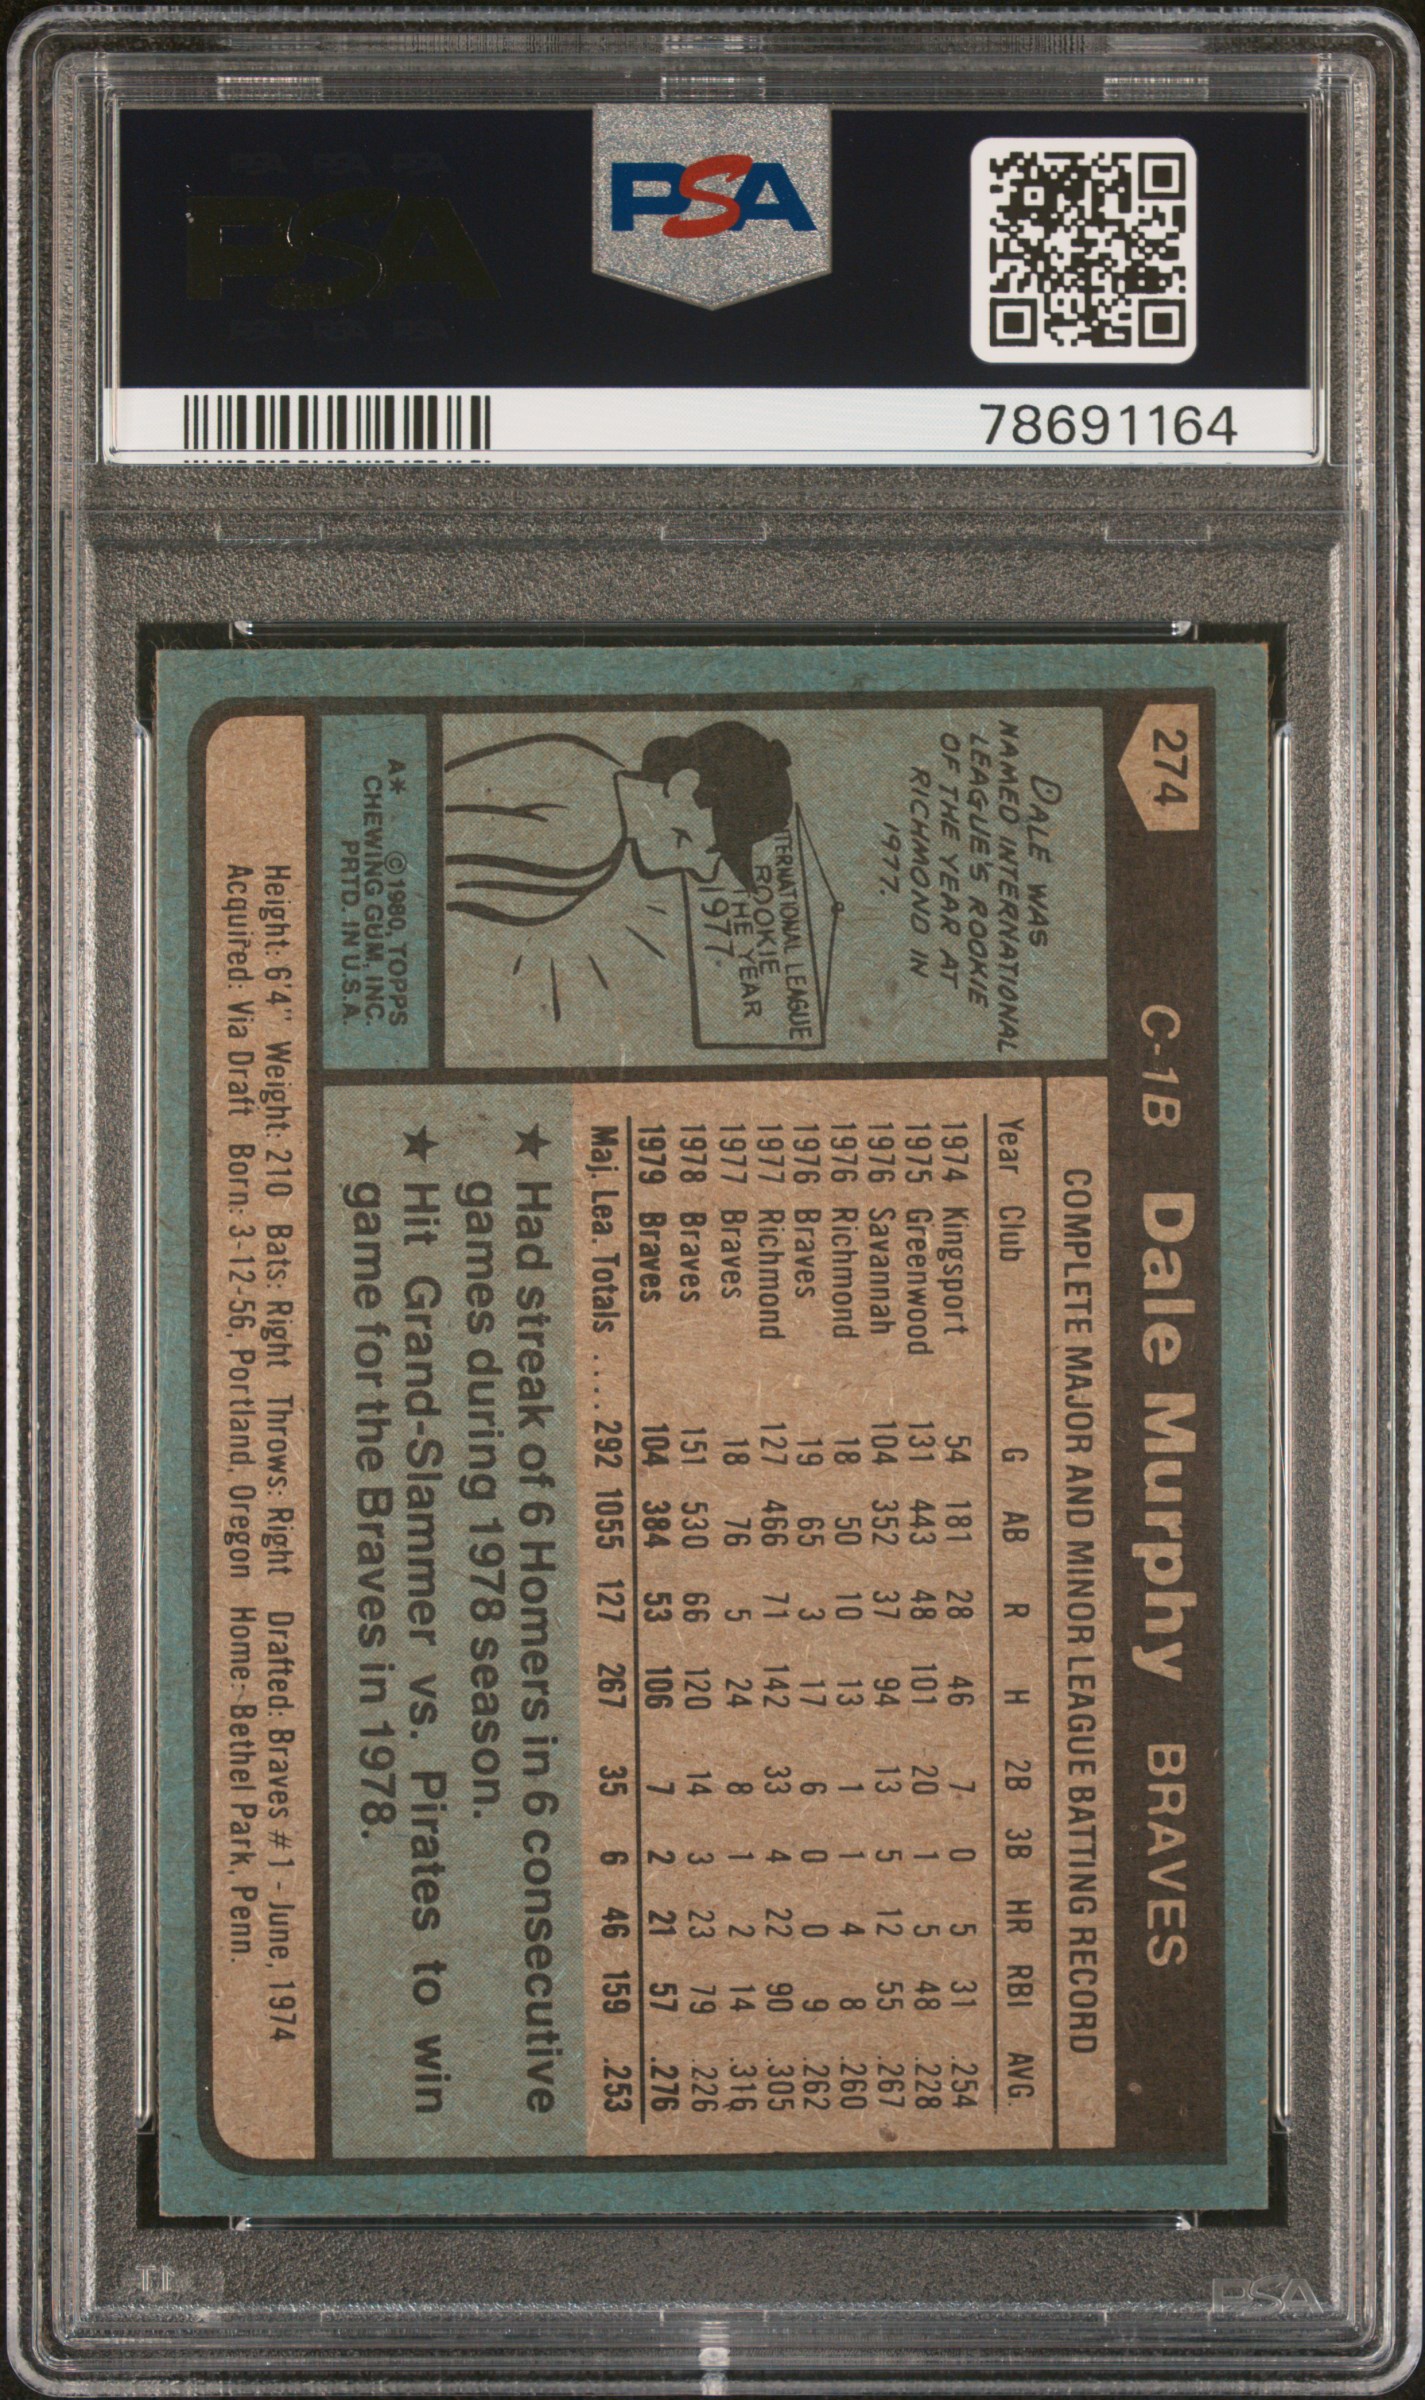 PSA
PSA
78691164
274 C-1B Dale Murphy BRAVES
DALE WAS
NAMED INTERNATIONAL
LEAGUE'S ROOKIE
OF THE YEAR AT
RICHMOND IN
1977.
TERNATIONAL LEAGUE
ROOKIE
THE YEAR
1977
A* © 1980, TOPPS
CHEWING GUM, INC.
PRTD. IN U.S.A.
COMPLETE MAJOR AND MINOR LEAGUE BATTING RECORD
Year Club G AB R H 2B 3B HR RBI AVG.
1974 Kingsport 54 181 28 46 7 0 5 31 .254
1975 Greenwood 131 443 48 101 20 1 5 48 .228
1976 Savannah 104 352 37 94 13 5 12 55 .267
1976 Richmond 18 50 10 13 1 1 4 8 .260
1976 Braves 19 65 3 17 6 0 0 9 .262
1977 Richmond 127 466 71 142 33 4 22 90 .305
1977 Braves 18 76 5 24 8 1 2 14 .316
1978 Braves 151 530 66 120 14 3 23 79 .226
1979 Braves 104 384 53 106 7 2 21 57 .276
Maj. Lea. Totals .... 292 1055 127 267 35 6 46 159 .253
★ Had streak of 6 Homers in 6 consecutive
games during 1978 season.
★ Hit Grand-Slammer vs. Pirates to win
game for the Braves in 1978.
Height: 6'4" Weight: 210 Bats: Right Throws: Right Drafted: Braves #1 - June, 1974
Acquired: Via Draft Born: 3-12-56, Portland, Oregon Home: Bethel Park, Penn.
PSA